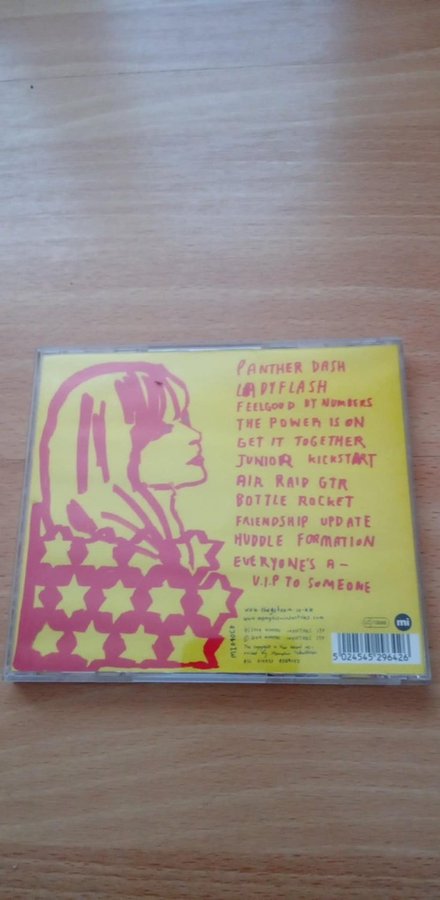 PANTHER DASH
LADYFLASH
FEELGOOD BY NUMBERS
THE POWER IS ON
GET IT TOGETHER
JUNIOR KICKSTART
AIR RAID GTR
BOTTLE ROCKET
FRIENDSHIP UPDATE
HUDDLE FORMATION
EVERYONE'S A -
V.I.P TO SOMEONE
mi
5 024545 296426